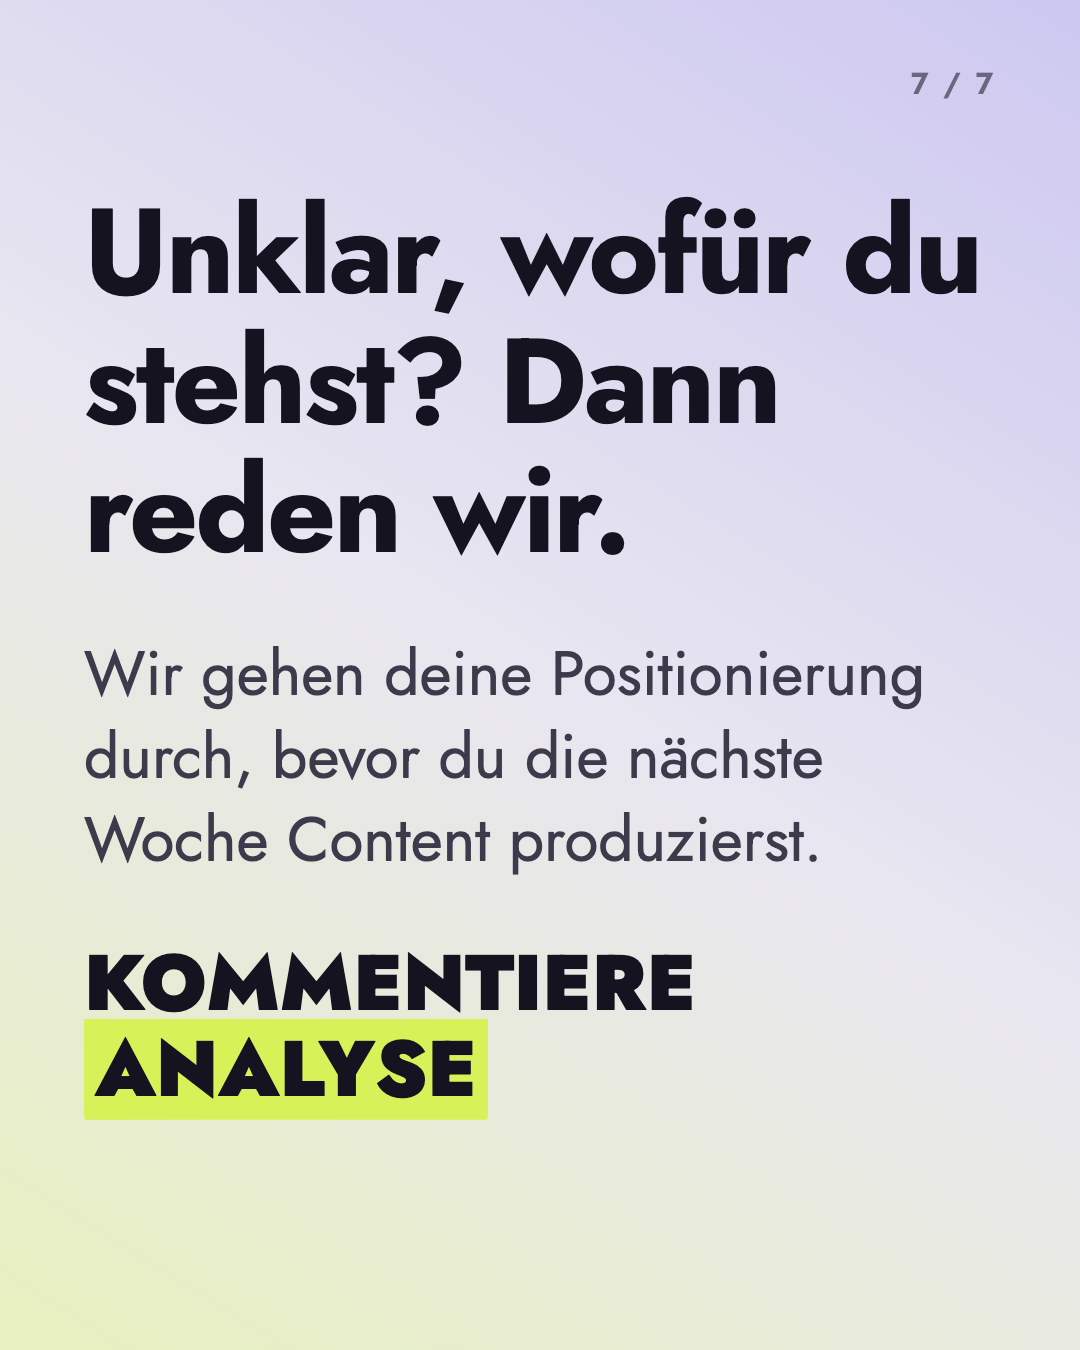 7 / 7
Unklar, wofür du
stehst? Dann
reden wir.
Wir gehen deine Positionierung
durch, bevor du die nächste
Woche Content produzierst.
KOMMENTIERE
ANALYSE